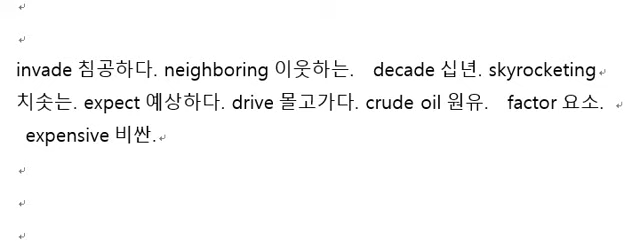 invade 침공하다. neighboring 이웃하는. decade 십년. skyrocketing
치솟는. expect 예상하다. drive 몰고가다. crude oil 원유. factor 요소.
expensive 비싼.